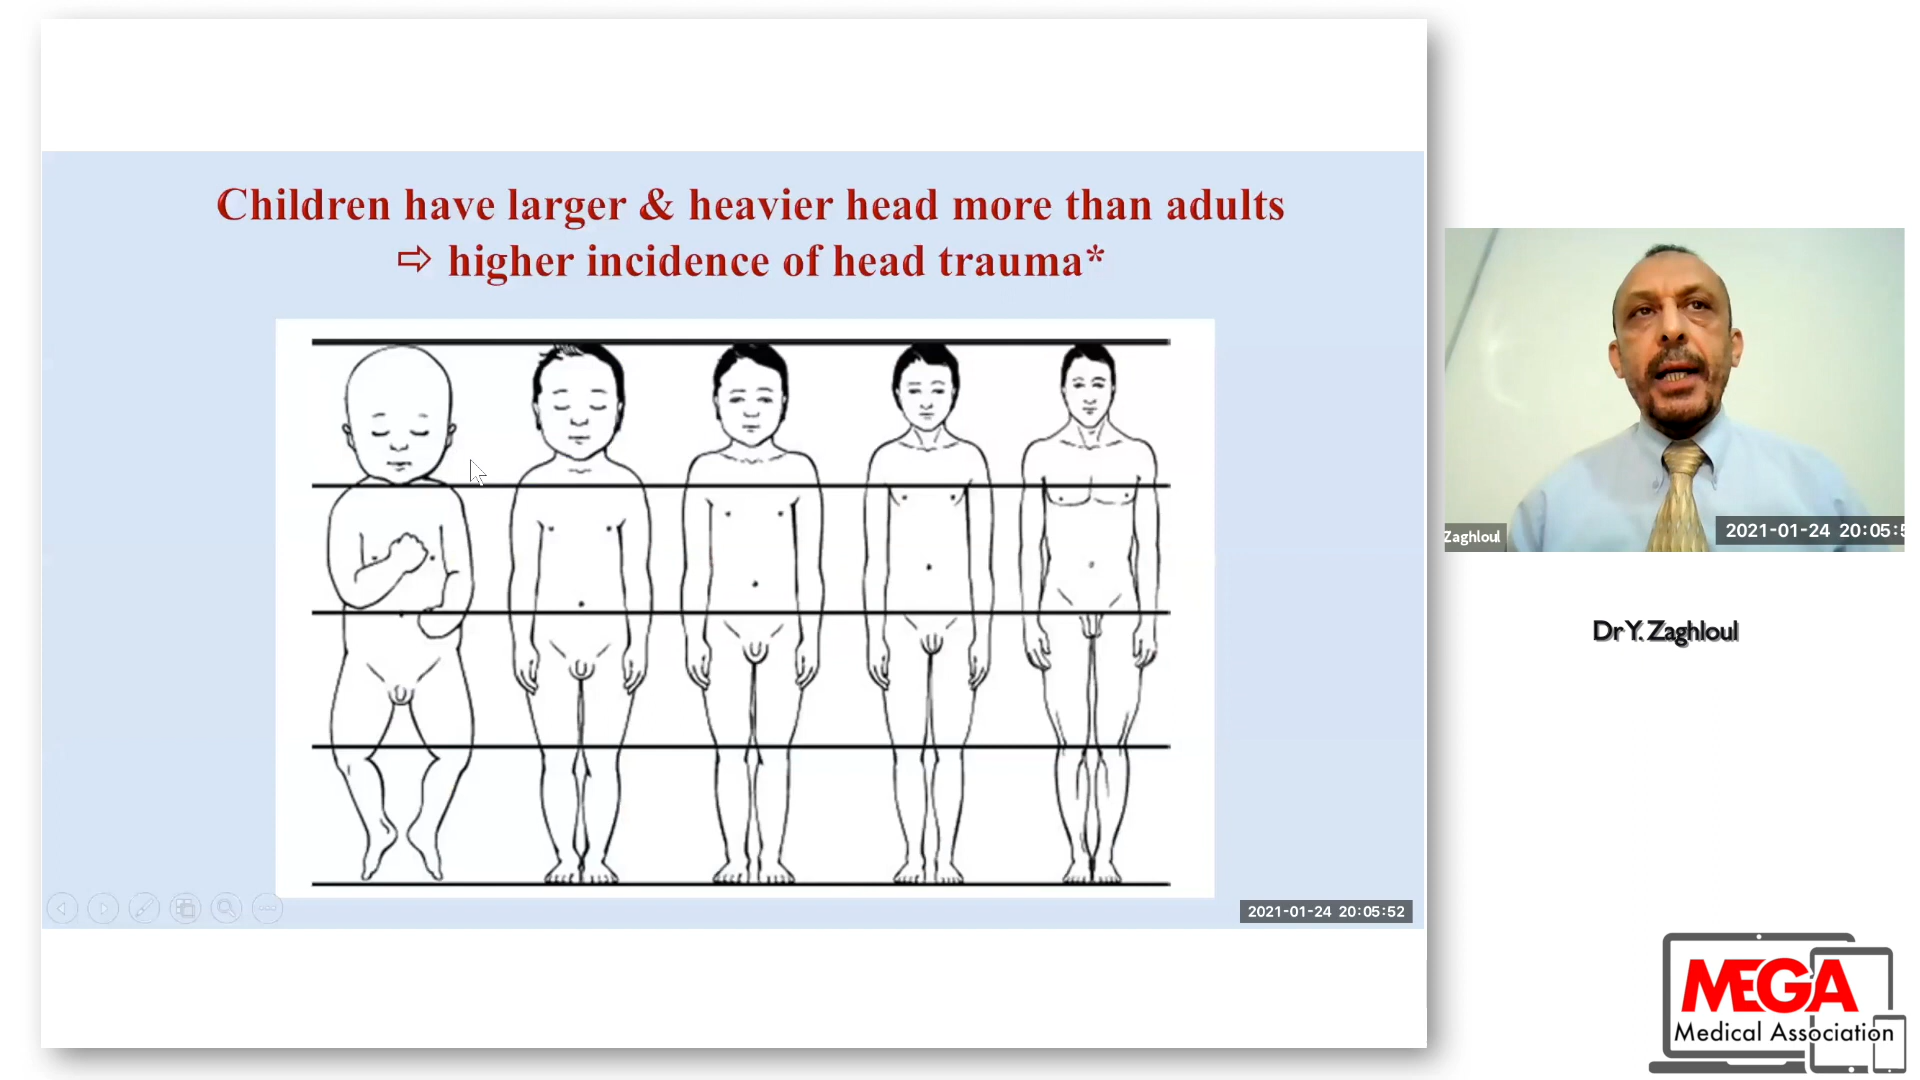 Children have larger & heavier head more than adults
⇨ higher incidence of head trauma*
2021-01-24 20:05:52
Zaghloul
2021-01-24 20:05:5
Dr Y. Zaghloul
MEGA
Medical Association